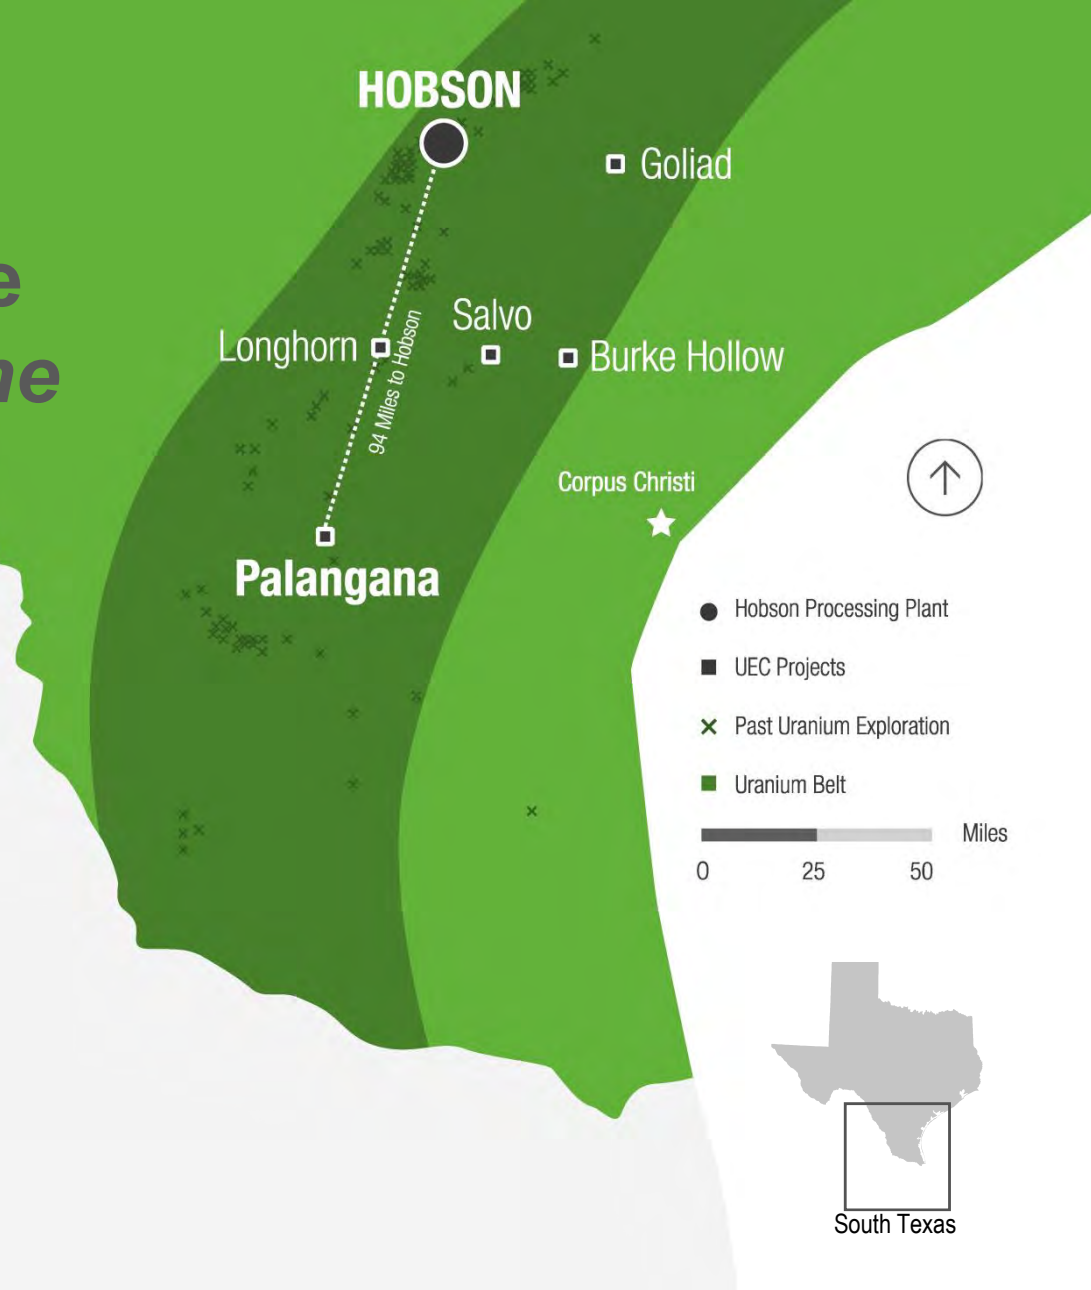 HOBSON
Goliad
e
Salvo
Longhorn
Burke Hollow
ne
94 Miles to Hobson
Corpus Christi
Palangana
Hobson Processing Plant
UEC Projects
Past Uranium Exploration
Uranium Belt
Miles
0 25 50
South Texas